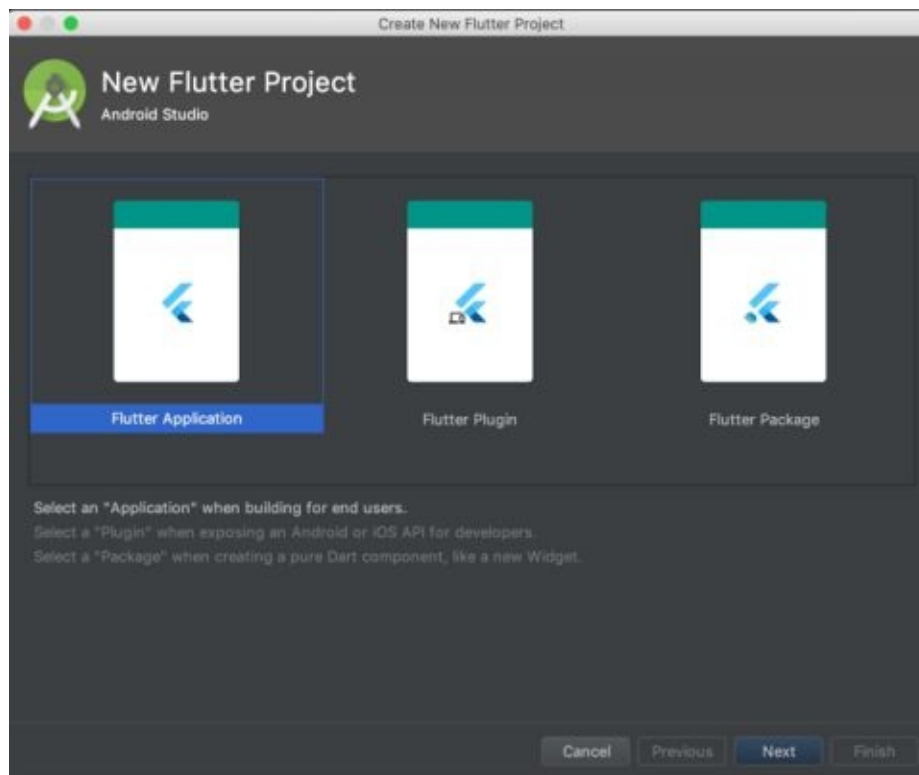 Create New Flutter Project
New Flutter Project
Android Studio
Flutter Application
Flutter Plugin
Flutter Package
Select an "Application" when building for end users.
Select a "Plugin" when exposing an Android or iOS API for developers.
Select a "Package" when creating a pure Dart component, like a new Widget.
Cancel
Previous
Next
Finish